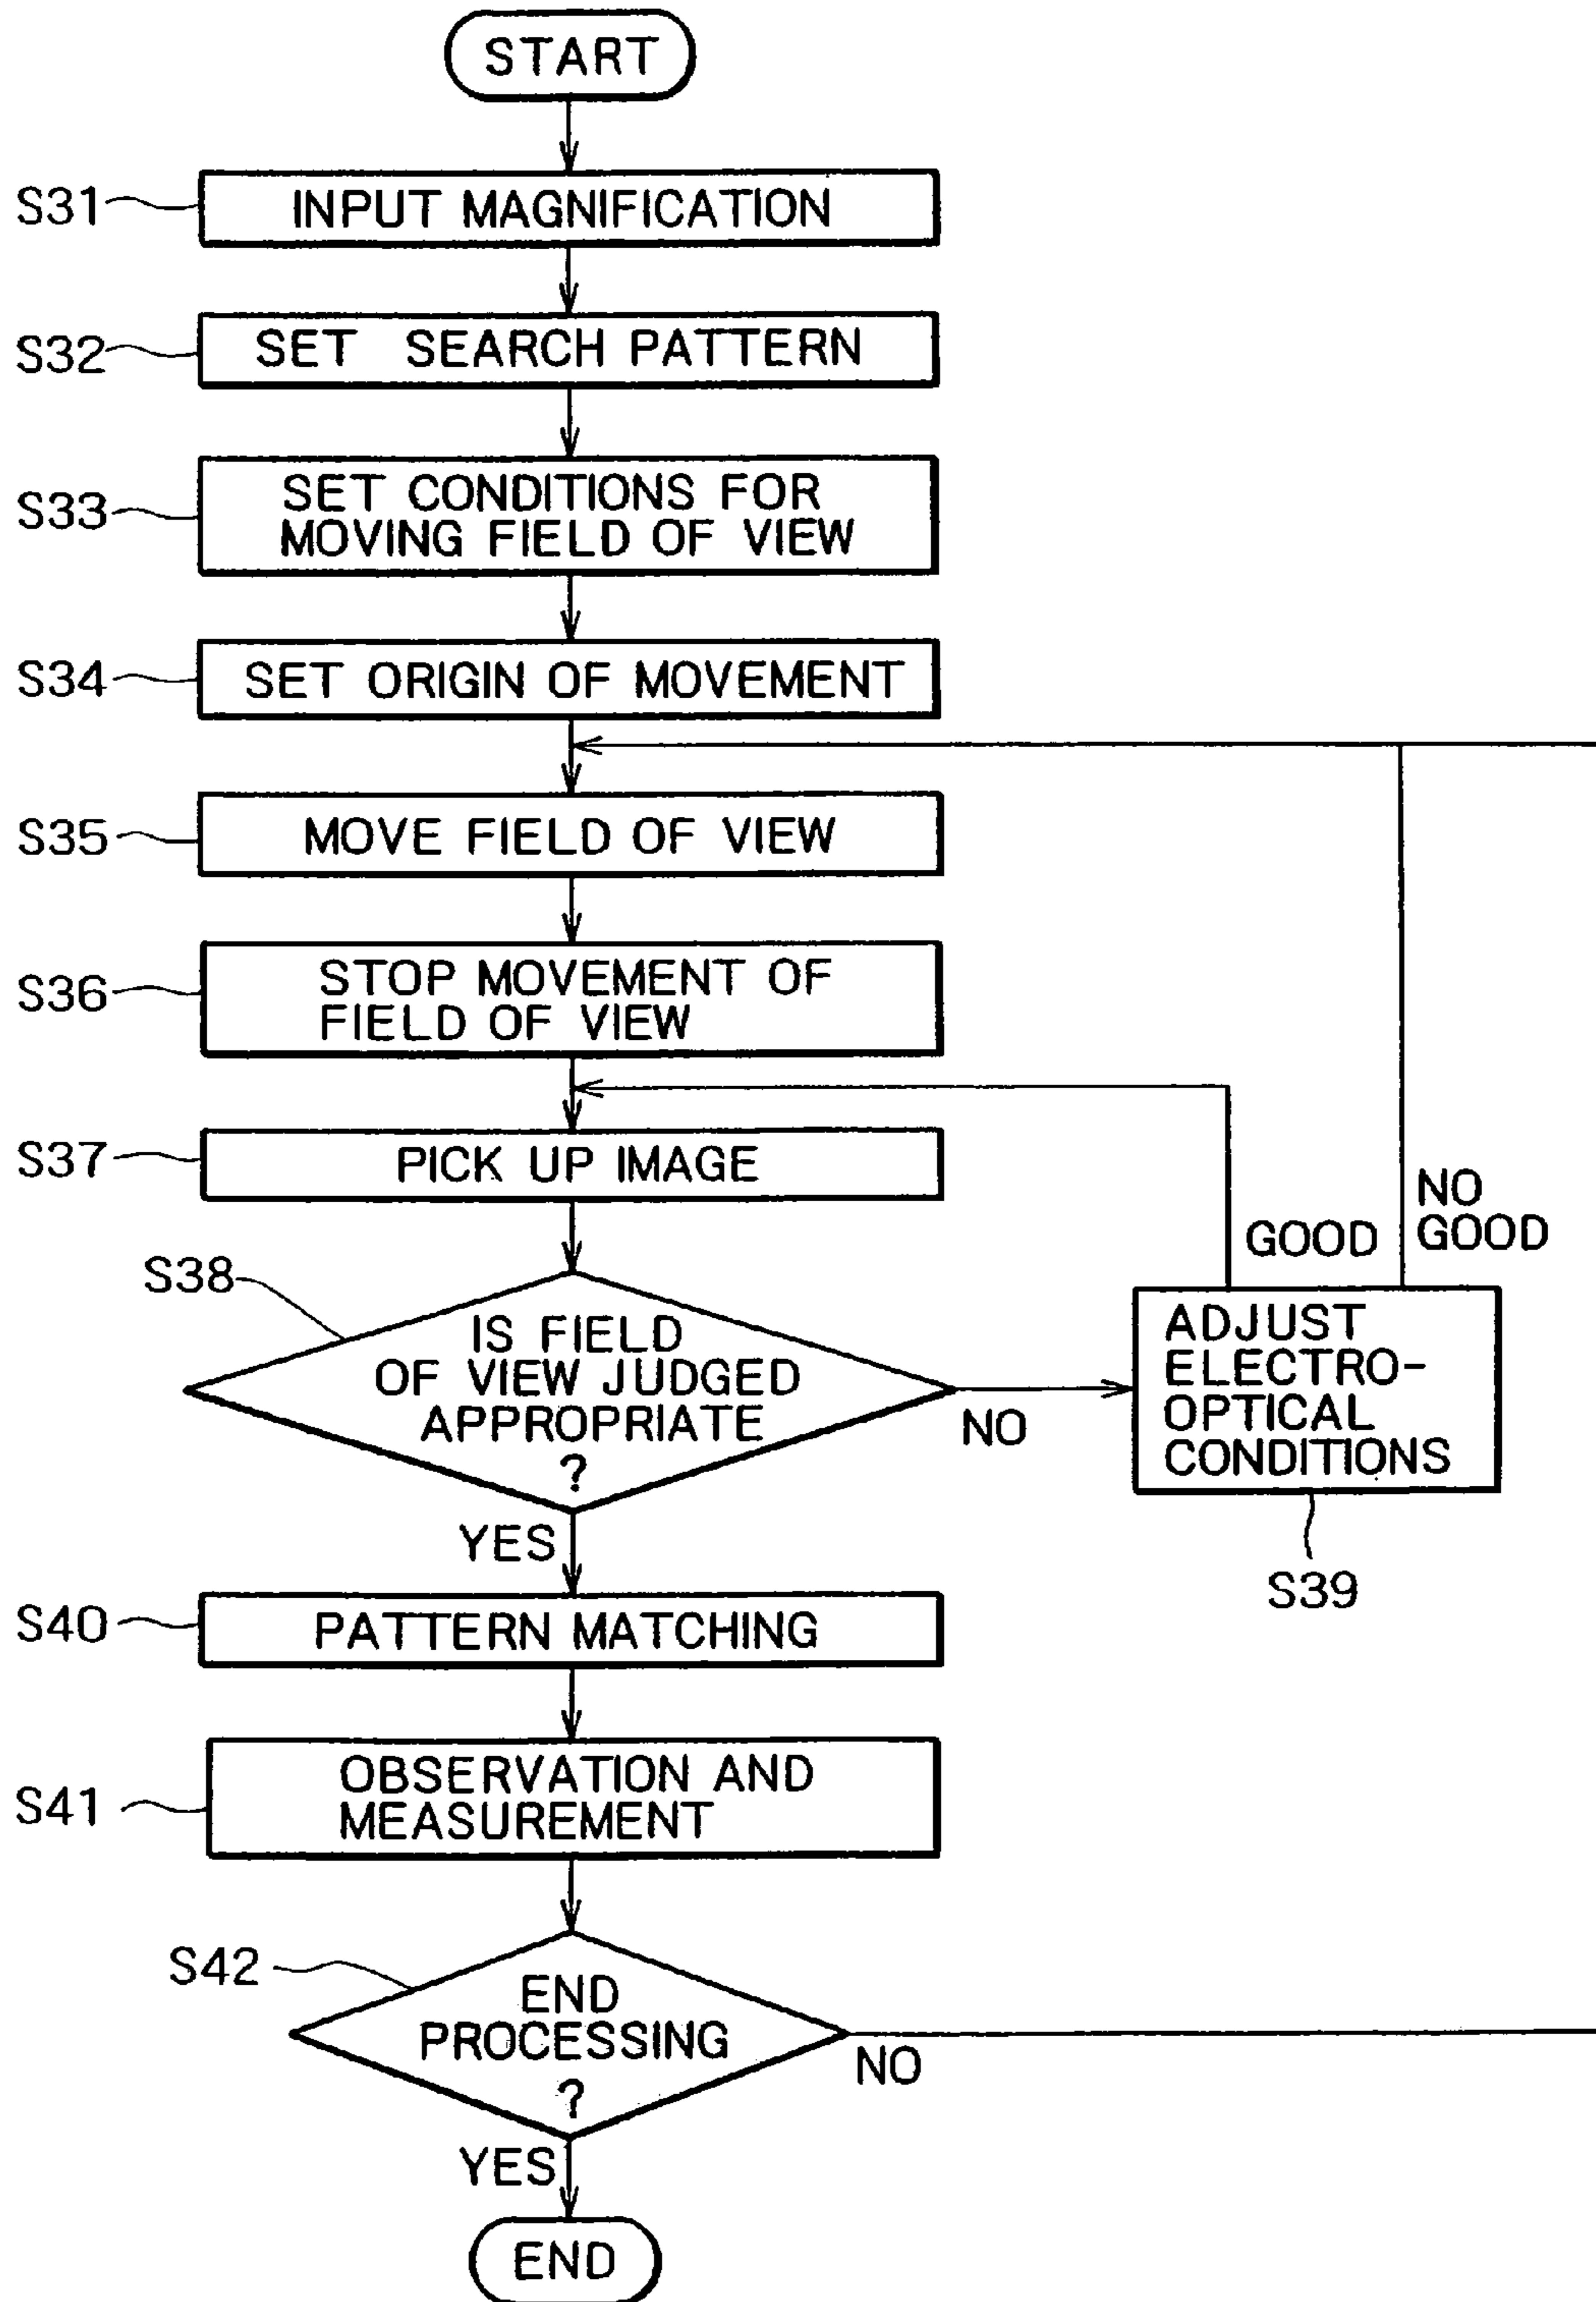 START
S31
INPUT MAGNIFICATION
S32
SET SEARCH PATTERN
S33
SET CONDITIONS FOR
MOVING FIELD OF VIEW
S34
SET ORIGIN OF MOVEMENT
S35
MOVE FIELD OF VIEW
S36
STOP MOVEMENT OF
FIELD OF VIEW
S37
PICK UP IMAGE
S38
IS FIELD
OF VIEW JUDGED
APPROPRIATE
?
NO
YES
GOOD
NO
GOOD
ADJUST
ELECTRO-
OPTICAL
CONDITIONS
S39
S40
PATTERN MATCHING
S41
OBSERVATION AND
MEASUREMENT
S42
END
PROCESSING
?
NO
YES
END